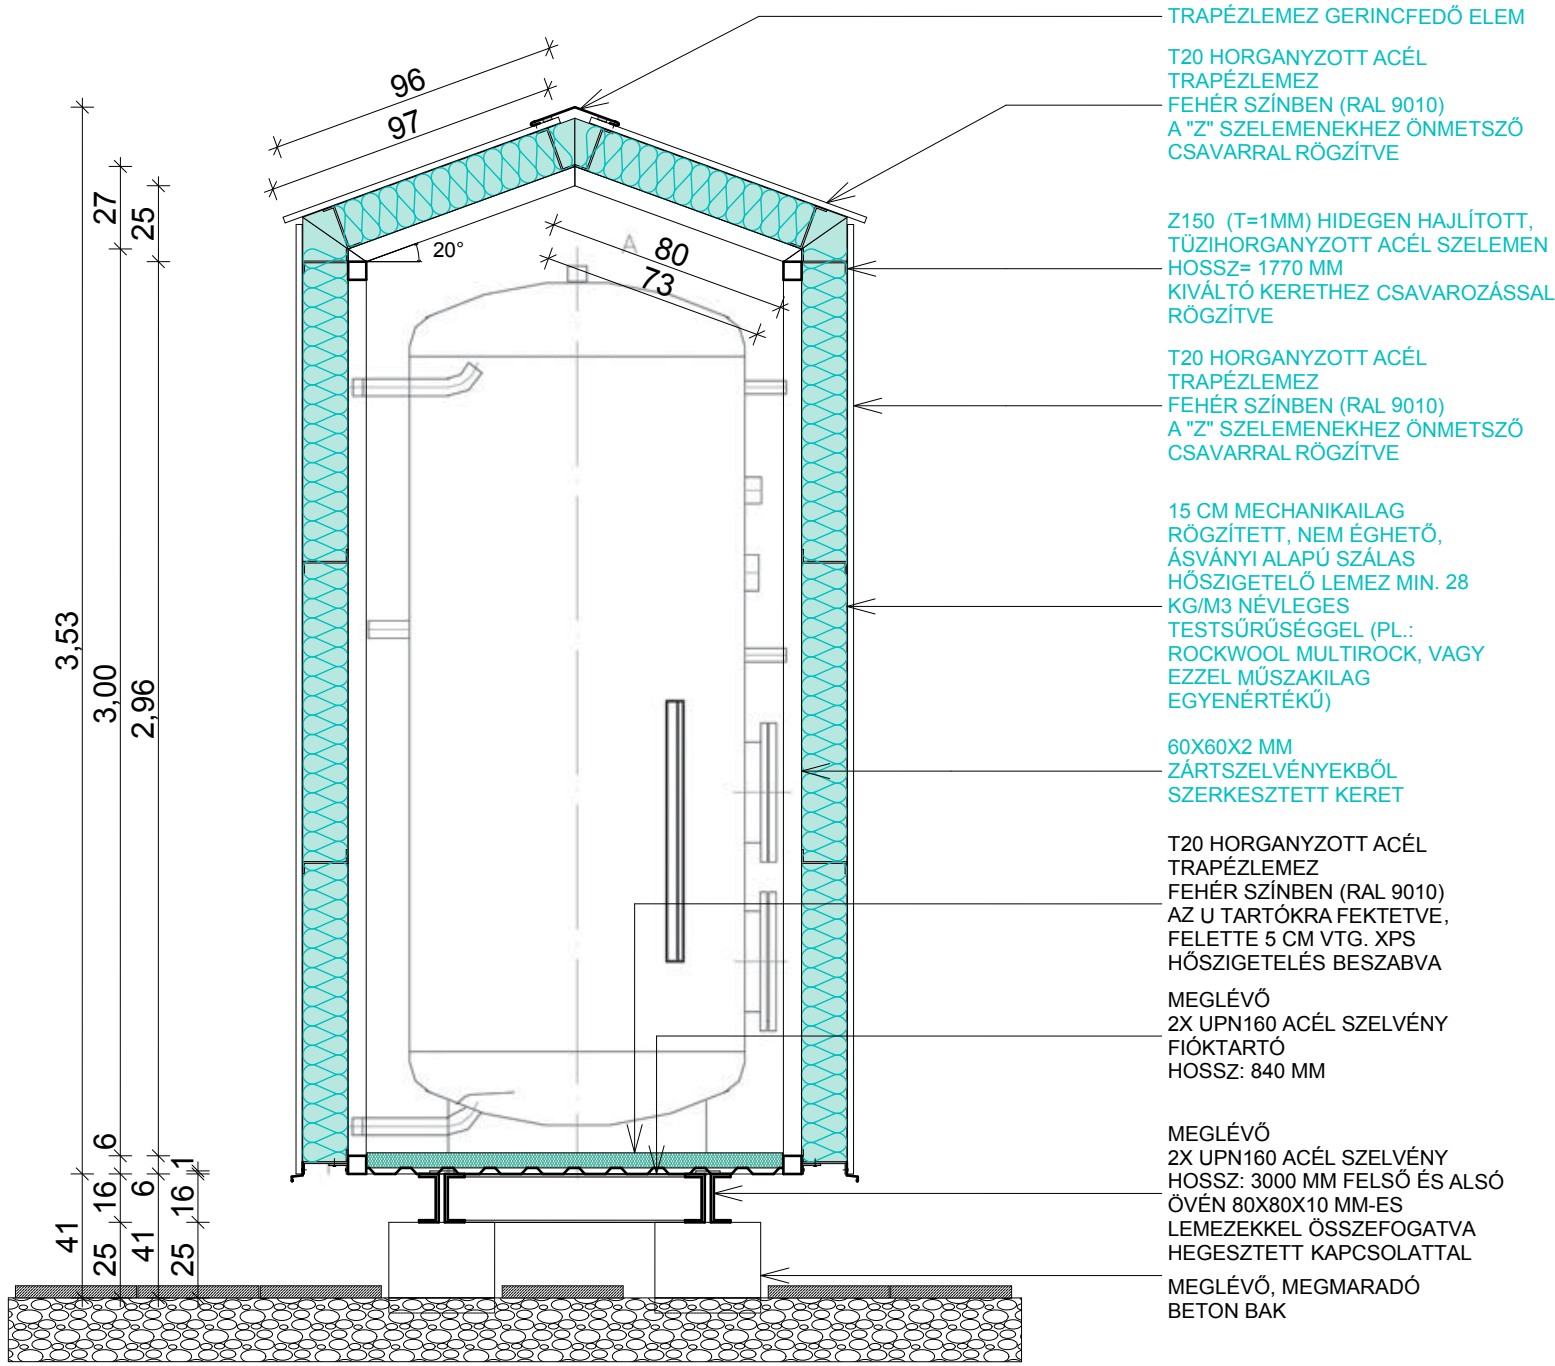 TRAPÉZLEMEZ GERINCFEDŐ ELEM
T20 HORGANYZOTT ACÉL
TRAPÉZLEMEZ
FEHÉR SZÍNBEN (RAL 9010)
A "Z" SZELEMENEKHEZ ÖNMETSZŐ
CSAVARRAL RÖGZÍTVE
Z150 (T=1MM) HIDEGEN HAJLÍTOTT,
TÜZIHORGANYZOTT ACÉL SZELEMEN
HOSSZ= 1770 MM
KIVÁLTÓ KERETHEZ CSAVAROZÁSSAL
RÖGZÍTVE
T20 HORGANYZOTT ACÉL
TRAPÉZLEMEZ
FEHÉR SZÍNBEN (RAL 9010)
A "Z" SZELEMENEKHEZ ÖNMETSZŐ
CSAVARRAL RÖGZÍTVE
15 CM MECHANIKAILAG
RÖGZÍTETT, NEM ÉGHETŐ,
ÁSVÁNYI ALAPÚ SZÁLAS
HŐSZIGETELŐ LEMEZ MIN. 28
KG/M3 NÉVLEGES
TESTSŰRŰSÉGGEL (PL.:
ROCKWOOL MULTIROCK, VAGY
EZZEL MŰSZAKILAG
EGYENÉRTÉKŰ)
60X60X2 MM
ZÁRTSZELVÉNYEKBŐL
SZERKESZTETT KERET
T20 HORGANYZOTT ACÉL
TRAPÉZLEMEZ
FEHÉR SZÍNBEN (RAL 9010)
AZ U TARTÓKRA FEKTETVE,
FELETTE 5 CM VTG. XPS
HŐSZIGETELÉS BESZABVA
MEGLÉVŐ
2X UPN160 ACÉL SZELVÉNY
FIÓKTARTÓ
HOSSZ: 840 MM
MEGLÉVŐ
2X UPN160 ACÉL SZELVÉNY
HOSSZ: 3000 MM FELSŐ ÉS ALSÓ
ÖVÉN 80X80X10 MM-ES
LEMEZEKKEL ÖSSZEFOGATVA
HEGESZTETT KAPCSOLATTAL
MEGLÉVŐ, MEGMARADÓ
BETON BAK
96
97
80
73
20°
A
27
25
3,53
3,00
2,96
6
1
16
6
16
41
25
41
25